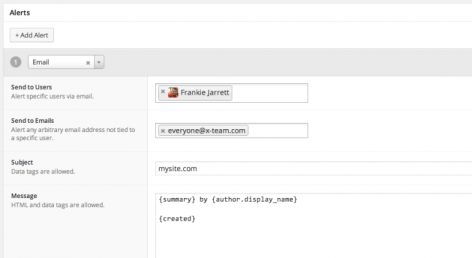 Alerts
+ Add Alert
1 Email × ▾
Send to Users
Alert specific users via email.
× Frankie Jarrett
Send to Emails
Alert any arbitrary email address not tied to
a specific user.
× everyone@x-team.com
Subject
Data tags are allowed.
mysite.com
Message
HTML and data tags are allowed.
{summary} by {author.display_name}
{created}